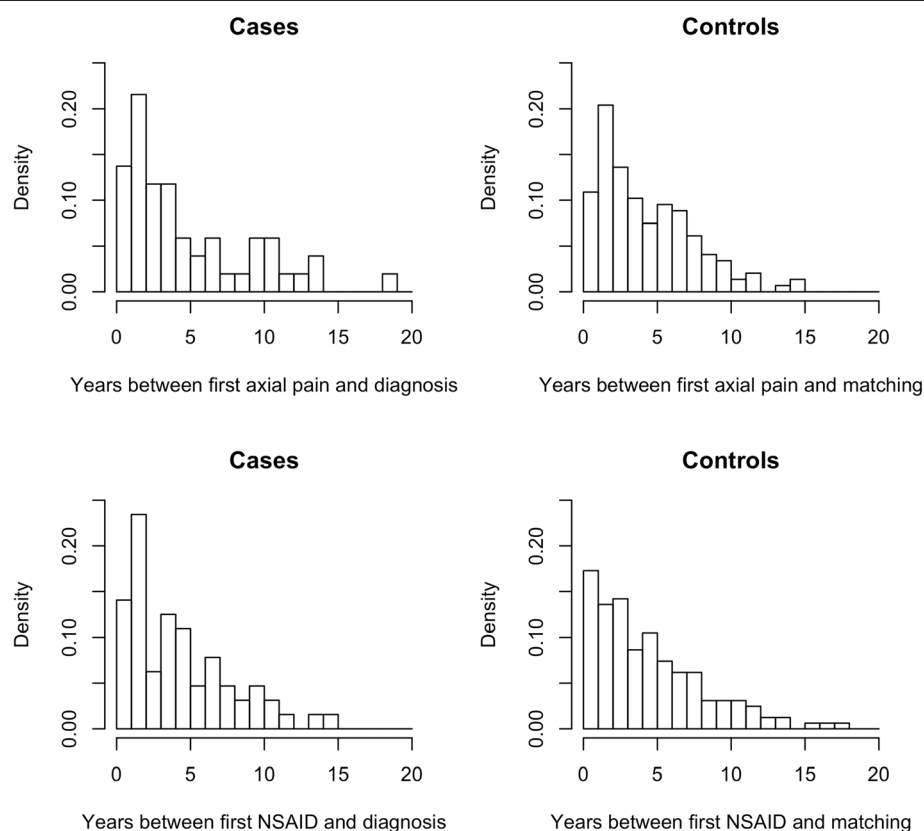 Cases
Density
0.00 0.10 0.20
0 5 10 15 20
Years between first axial pain and diagnosis
Controls
Density
0.00 0.10 0.20
0 5 10 15 20
Years between first axial pain and matching
Cases
Density
0.00 0.10 0.20
0 5 10 15 20
Years between first NSAID and diagnosis
Controls
Density
0.00 0.10 0.20
0 5 10 15 20
Years between first NSAID and matching